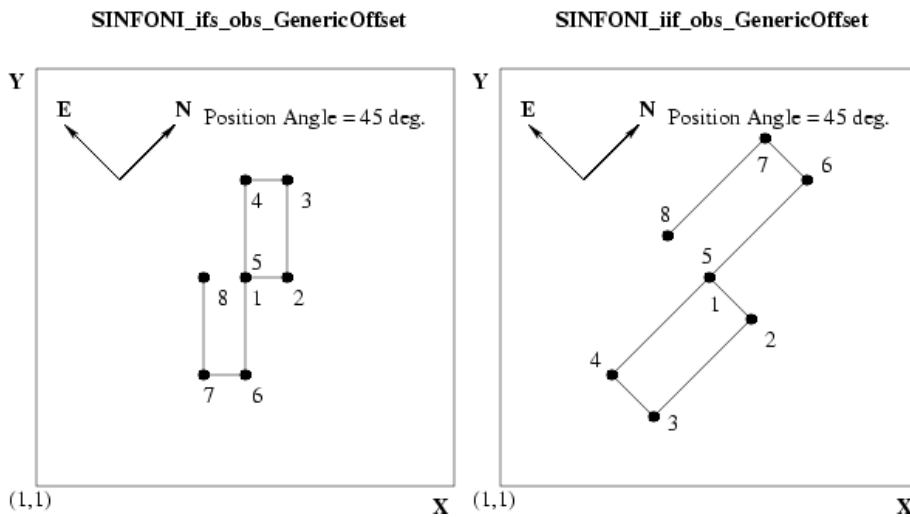 SINFONI_ifs_obs_GenericOffset
SINFONI_iif_obs_GenericOffset
Y
E
N
Position Angle = 45 deg.
4
3
5
8
1
2
7
6
(1,1)
X
Y
E
N
Position Angle = 45 deg.
7
6
8
5
1
2
4
3
(1,1)
X